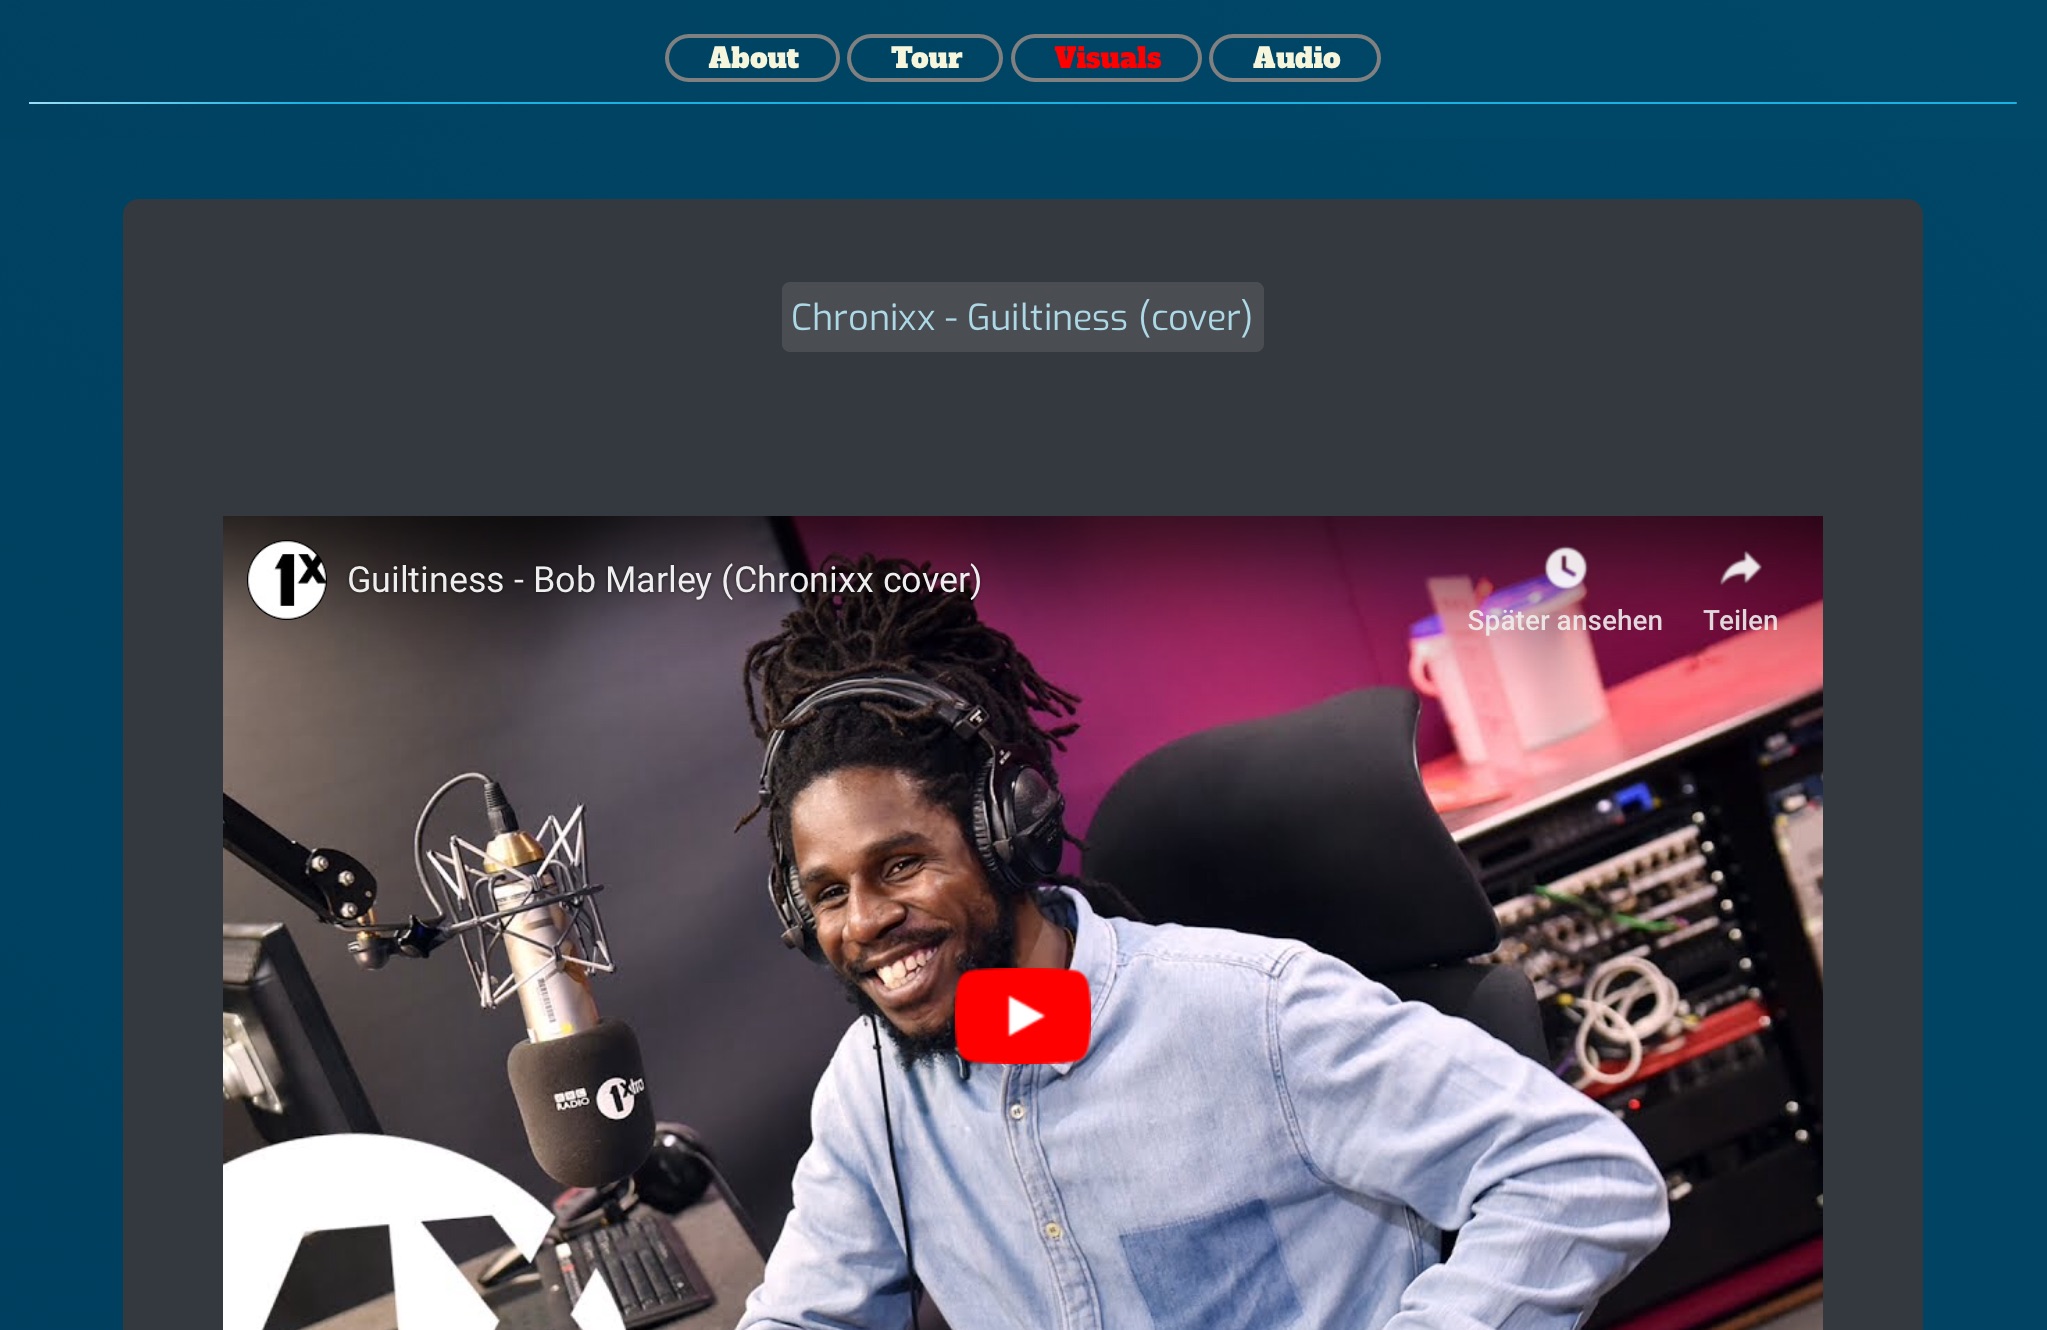 About Tour Visuals Audio
Chronixx - Guiltiness (cover)
1X
Guiltiness - Bob Marley (Chronixx cover)
Später ansehen
Teilen
BBC
RADIO
1Xtra